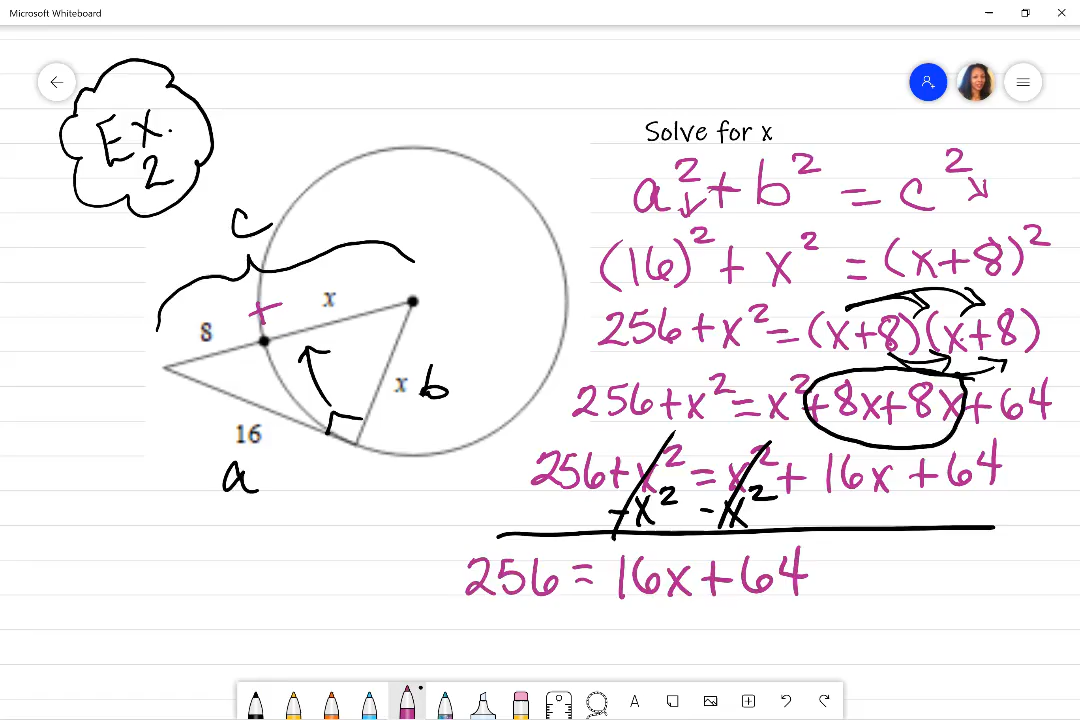 Microsoft Whiteboard
Ex.
2
Solve for x
a² + b² = c²
(16)² + x² = (x+8)²
256 + x² = (x+8)(x+8)
256 + x² = x² + 8x + 8x + 64
256 + x² = x² + 16x + 64
-x² -x²
256 = 16x + 64
c
+
x
8
x b
16
a
A